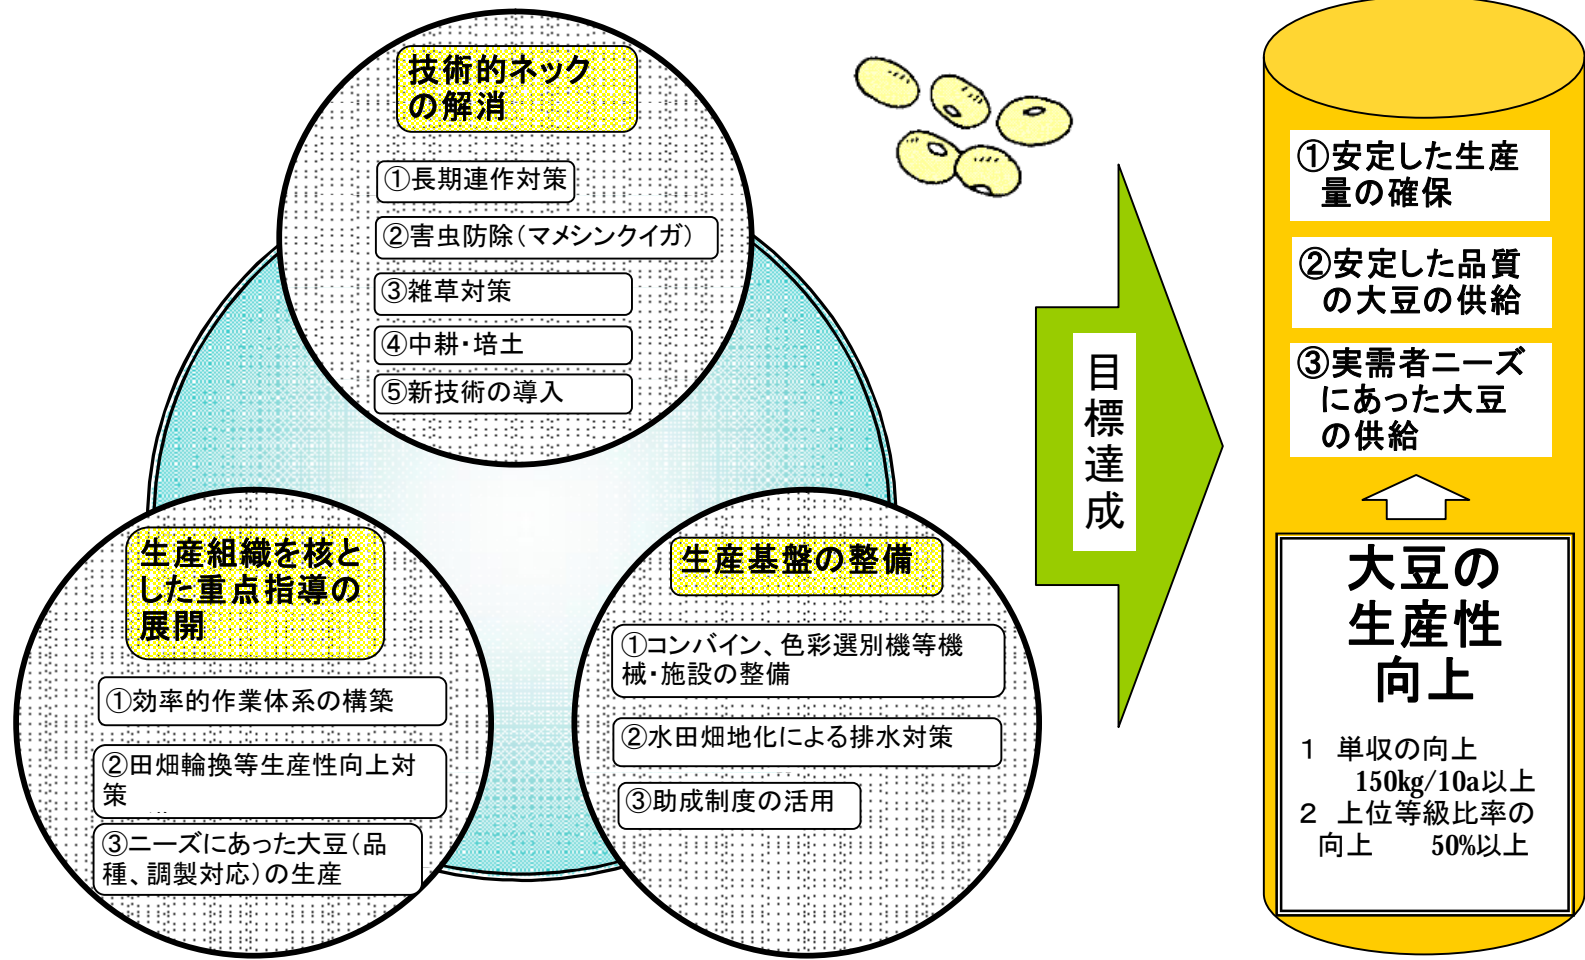 技術的ネック
の解消
①長期連作対策
②害虫防除（マメシンクイガ）
③雑草対策
④中耕・培土
⑤新技術の導入
生産組織を核と
した重点指導の
展開
①効率的作業体系の構築
②田畑輪換等生産性向上対
策
③ニーズにあった大豆（品
種、調製対応）の生産
生産基盤の整備
①コンバイン、色彩選別機等機
械・施設の整備
②水田畑地化による排水対策
③助成制度の活用
目標達成
①安定した生産
量の確保
②安定した品質
の大豆の供給
③実需者ニーズ
にあった大豆
の供給
大豆の
生産性
向上
１　単収の向上
150kg/10a以上
２　上位等級比率の
向上　　50%以上